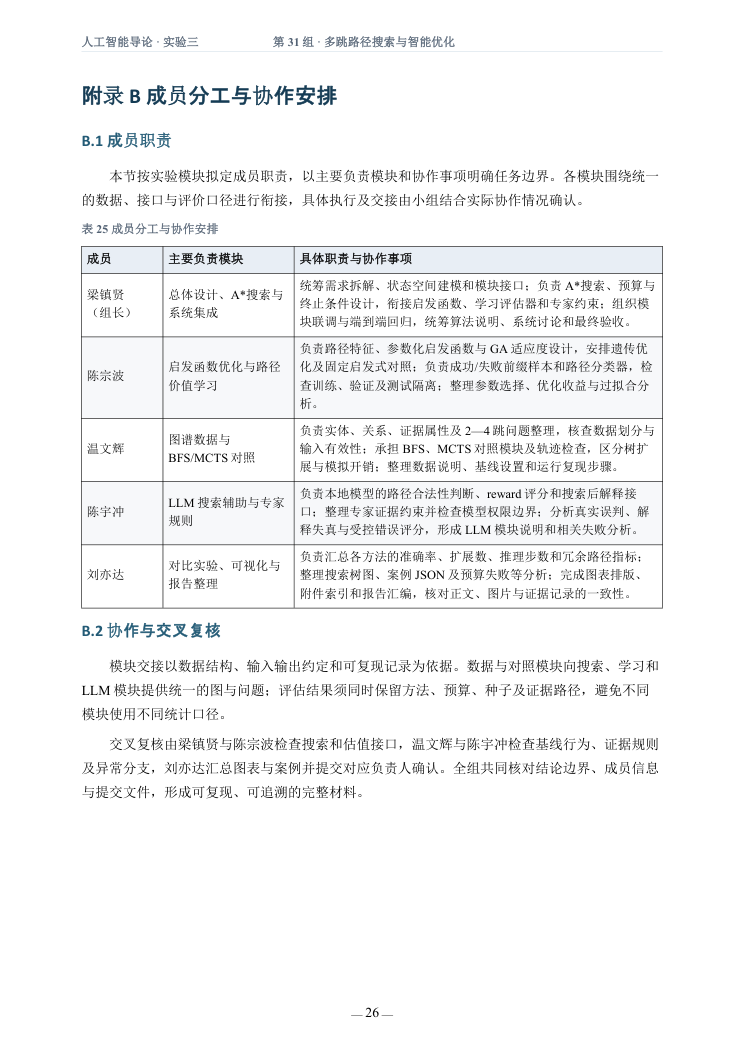 人工智能导论 · 实验三 第 31 组 · 多跳路径搜索与智能优化
附录 B 成员分工与协作安排
B.1 成员职责
本节按实验模块拟定成员职责，以主要负责模块和协作事项明确任务边界。各模块围绕统一
的数据、接口与评价口径进行衔接，具体执行及交接由小组结合实际协作情况确认。
表 25 成员分工与协作安排
成员 主要负责模块 具体职责与协作事项
梁镇贤
（组长）
总体设计、A*搜索与
系统集成
统筹需求拆解、状态空间建模和模块接口；负责 A*搜索、预算与
终止条件设计，衔接启发函数、学习评估器和专家约束；组织模
块联调与端到端回归，统筹算法说明、系统讨论和最终验收。
陈宗波
启发函数优化与路径
价值学习
负责路径特征、参数化启发函数与 GA 适应度设计，安排遗传优
化及固定启发式对照；负责成功/失败前缀样本和路径分类器，检
查训练、验证及测试隔离；整理参数选择、优化收益与过拟合分
析。
温文辉
图谱数据与
BFS/MCTS 对照
负责实体、关系、证据属性及 2—4 跳问题整理，核查数据划分与
输入有效性；承担 BFS、MCTS 对照模块及轨迹检查，区分树扩
展与模拟开销；整理数据说明、基线设置和运行复现步骤。
陈宇冲
LLM 搜索辅助与专家
规则
负责本地模型的路径合法性判断、reward 评分和搜索后解释接
口；整理专家证据约束并检查模型权限边界；分析真实误判、解
释失真与受控错误评分，形成 LLM 模块说明和相关失败分析。
刘亦达
对比实验、可视化与
报告整理
负责汇总各方法的准确率、扩展数、推理步数和冗余路径指标；
整理搜索树图、案例 JSON 及预算失败等分析；完成图表排版、
附件索引和报告汇编，核对正文、图片与证据记录的一致性。
B.2 协作与交叉复核
模块交接以数据结构、输入输出约定和可复现记录为依据。数据与对照模块向搜索、学习和
LLM 模块提供统一的图与问题；评估结果须同时保留方法、预算、种子及证据路径，避免不同
模块使用不同统计口径。
交叉复核由梁镇贤与陈宗波检查搜索和估值接口，温文辉与陈宇冲检查基线行为、证据规则
及异常分支，刘亦达汇总图表与案例并提交对应负责人确认。全组共同核对结论边界、成员信息
与提交文件，形成可复现、可追溯的完整材料。
— 26 —